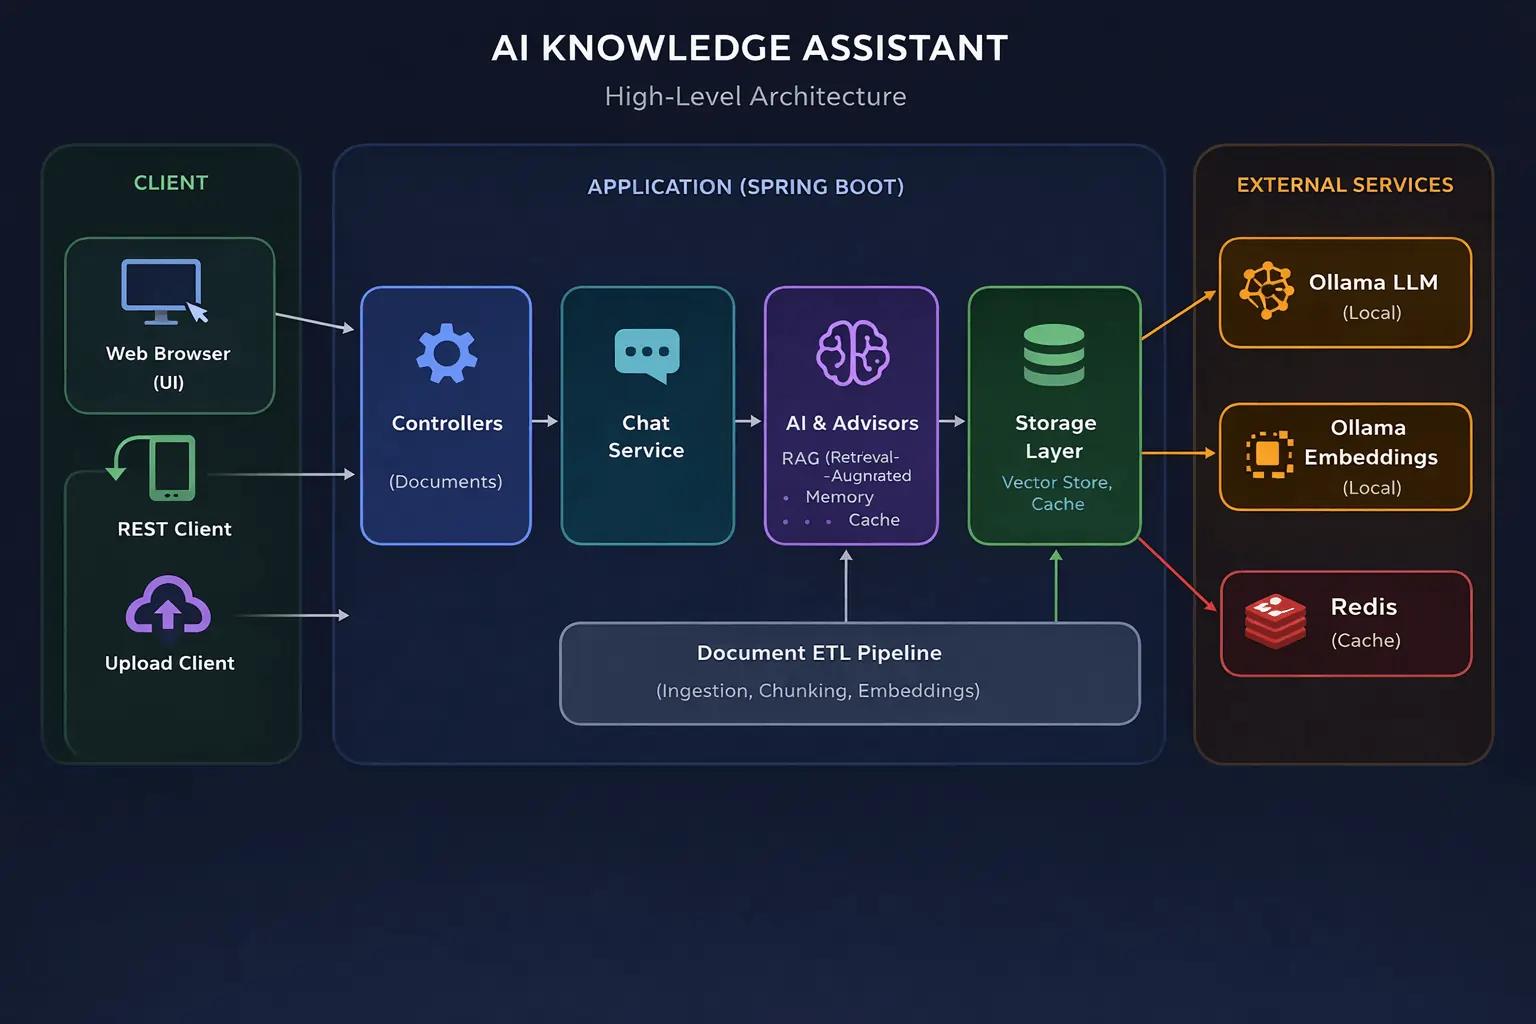 AI KNOWLEDGE ASSISTANT
High-Level Architecture
CLIENT
Web Browser
(UI)
REST Client
Upload Client
APPLICATION (SPRING BOOT)
Controllers
(Documents)
Chat
Service
AI & Advisors
RAG (Retrieval-
-Augmrated
• Memory
• • • Cache
Storage
Layer
Vector Store,
Cache
Document ETL Pipeline
(Ingestion, Chunking, Embeddings)
EXTERNAL SERVICES
Ollama LLM
(Local)
Ollama
Embeddings
(Local)
Redis
(Cache)